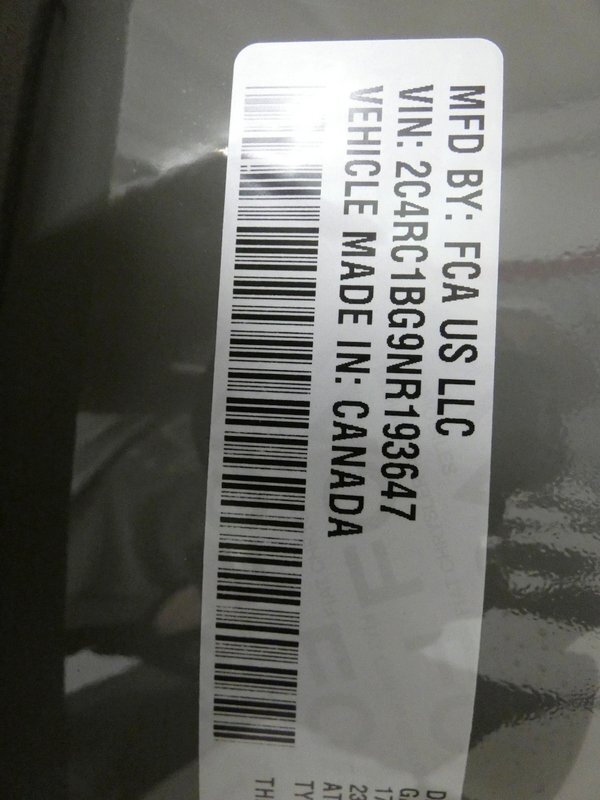 MFD BY: FCA US LLC
VIN: 2C4RC1BG9NR193647
VEHICLE MADE IN: CANADA